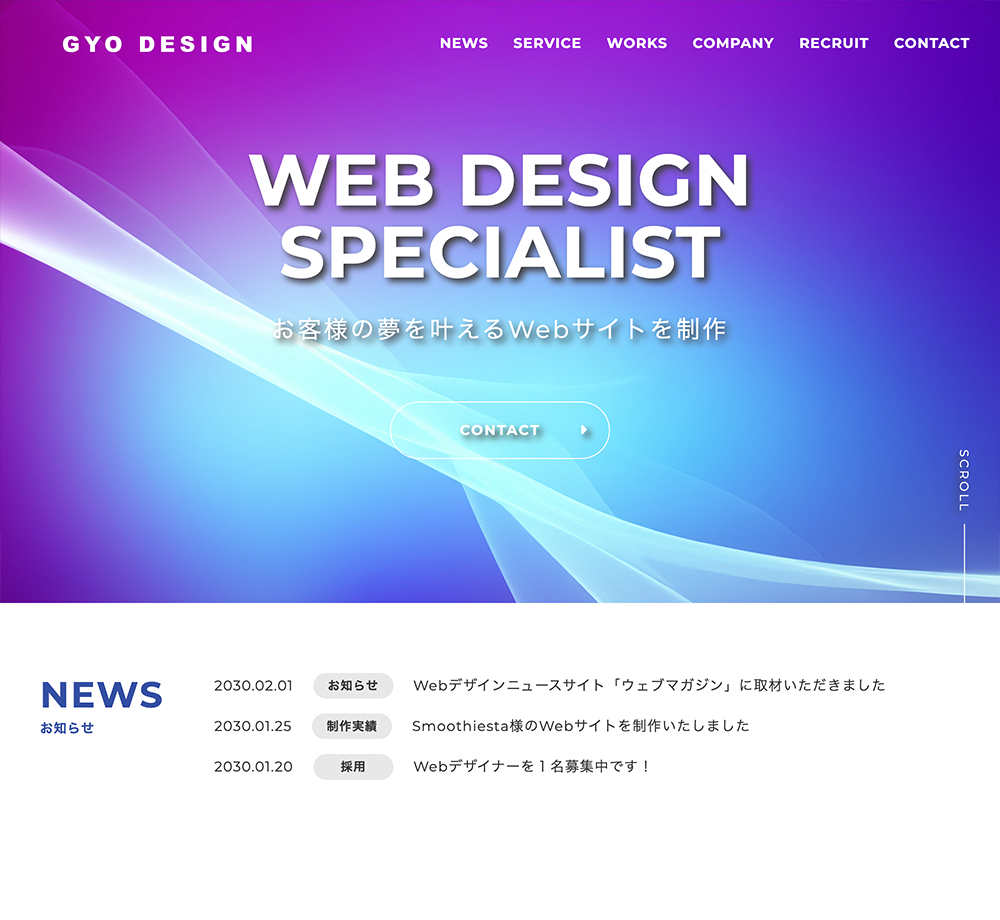 GYO DESIGN
NEWS SERVICE WORKS COMPANY RECRUIT CONTACT
WEB DESIGN
SPECIALIST
お客様の夢を叶えるWebサイトを制作
CONTACT
SCROLL
NEWS
お知らせ
2030.02.01 お知らせ Webデザインニュースサイト「ウェブマガジン」に取材いただきました
2030.01.25 制作実績 Smoothiesta様のWebサイトを制作いたしました
2030.01.20 採用 Webデザイナーを１名募集中です！